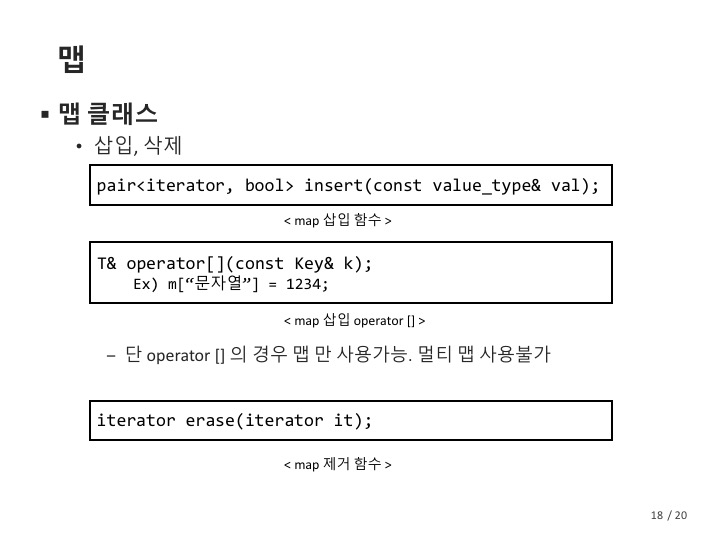 맵
▪ 맵 클래스
• 삽입, 삭제
pair<iterator, bool> insert(const value_type& val);
< map 삽입 함수 >
T& operator[](const Key& k);
Ex) m[“문자열”] = 1234;
< map 삽입 operator [] >
– 단 operator [] 의 경우 맵 만 사용가능. 멀티 맵 사용불가
iterator erase(iterator it);
< map 제거 함수 >
18 / 20